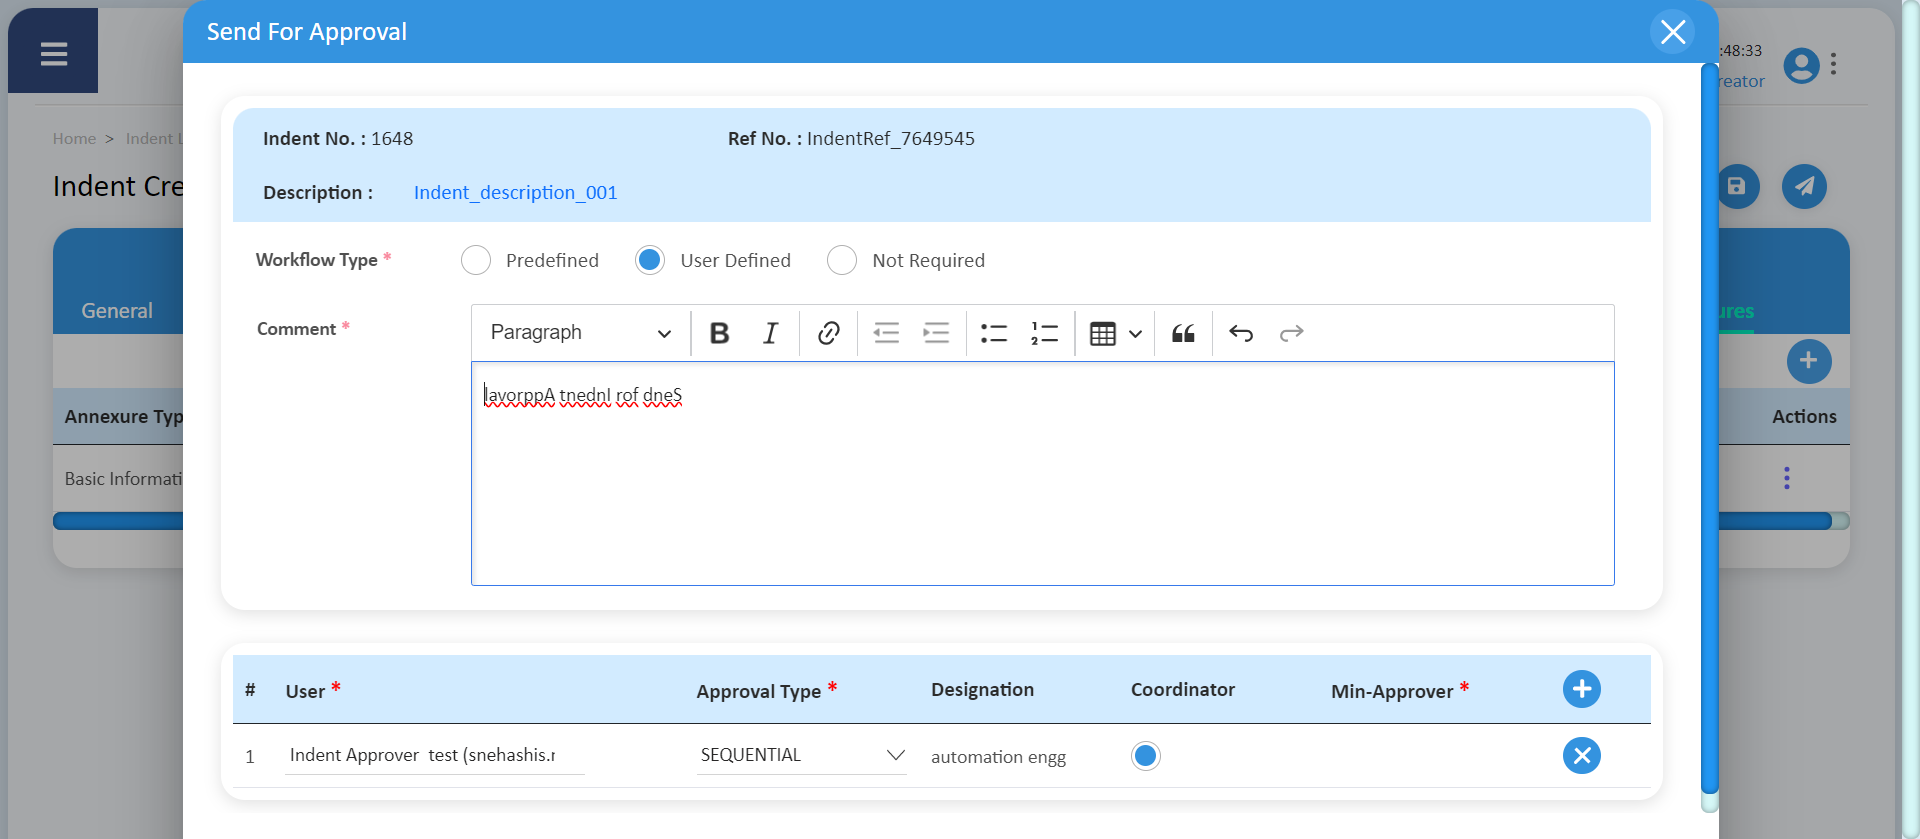 Send For Approval
:48:33
reator
Home > Indent L
Indent Cre
Indent No. : 1648
Ref No. : IndentRef_7649545
Description : Indent_description_001
Workflow Type * Predefined User Defined Not Required
General
ures
Comment *
Paragraph
lavorppA tnednI rof dneS
Annexure Typ
Actions
Basic Informati
# User * Approval Type * Designation Coordinator Min-Approver *
1 Indent Approver test (snehashis.r SEQUENTIAL automation engg